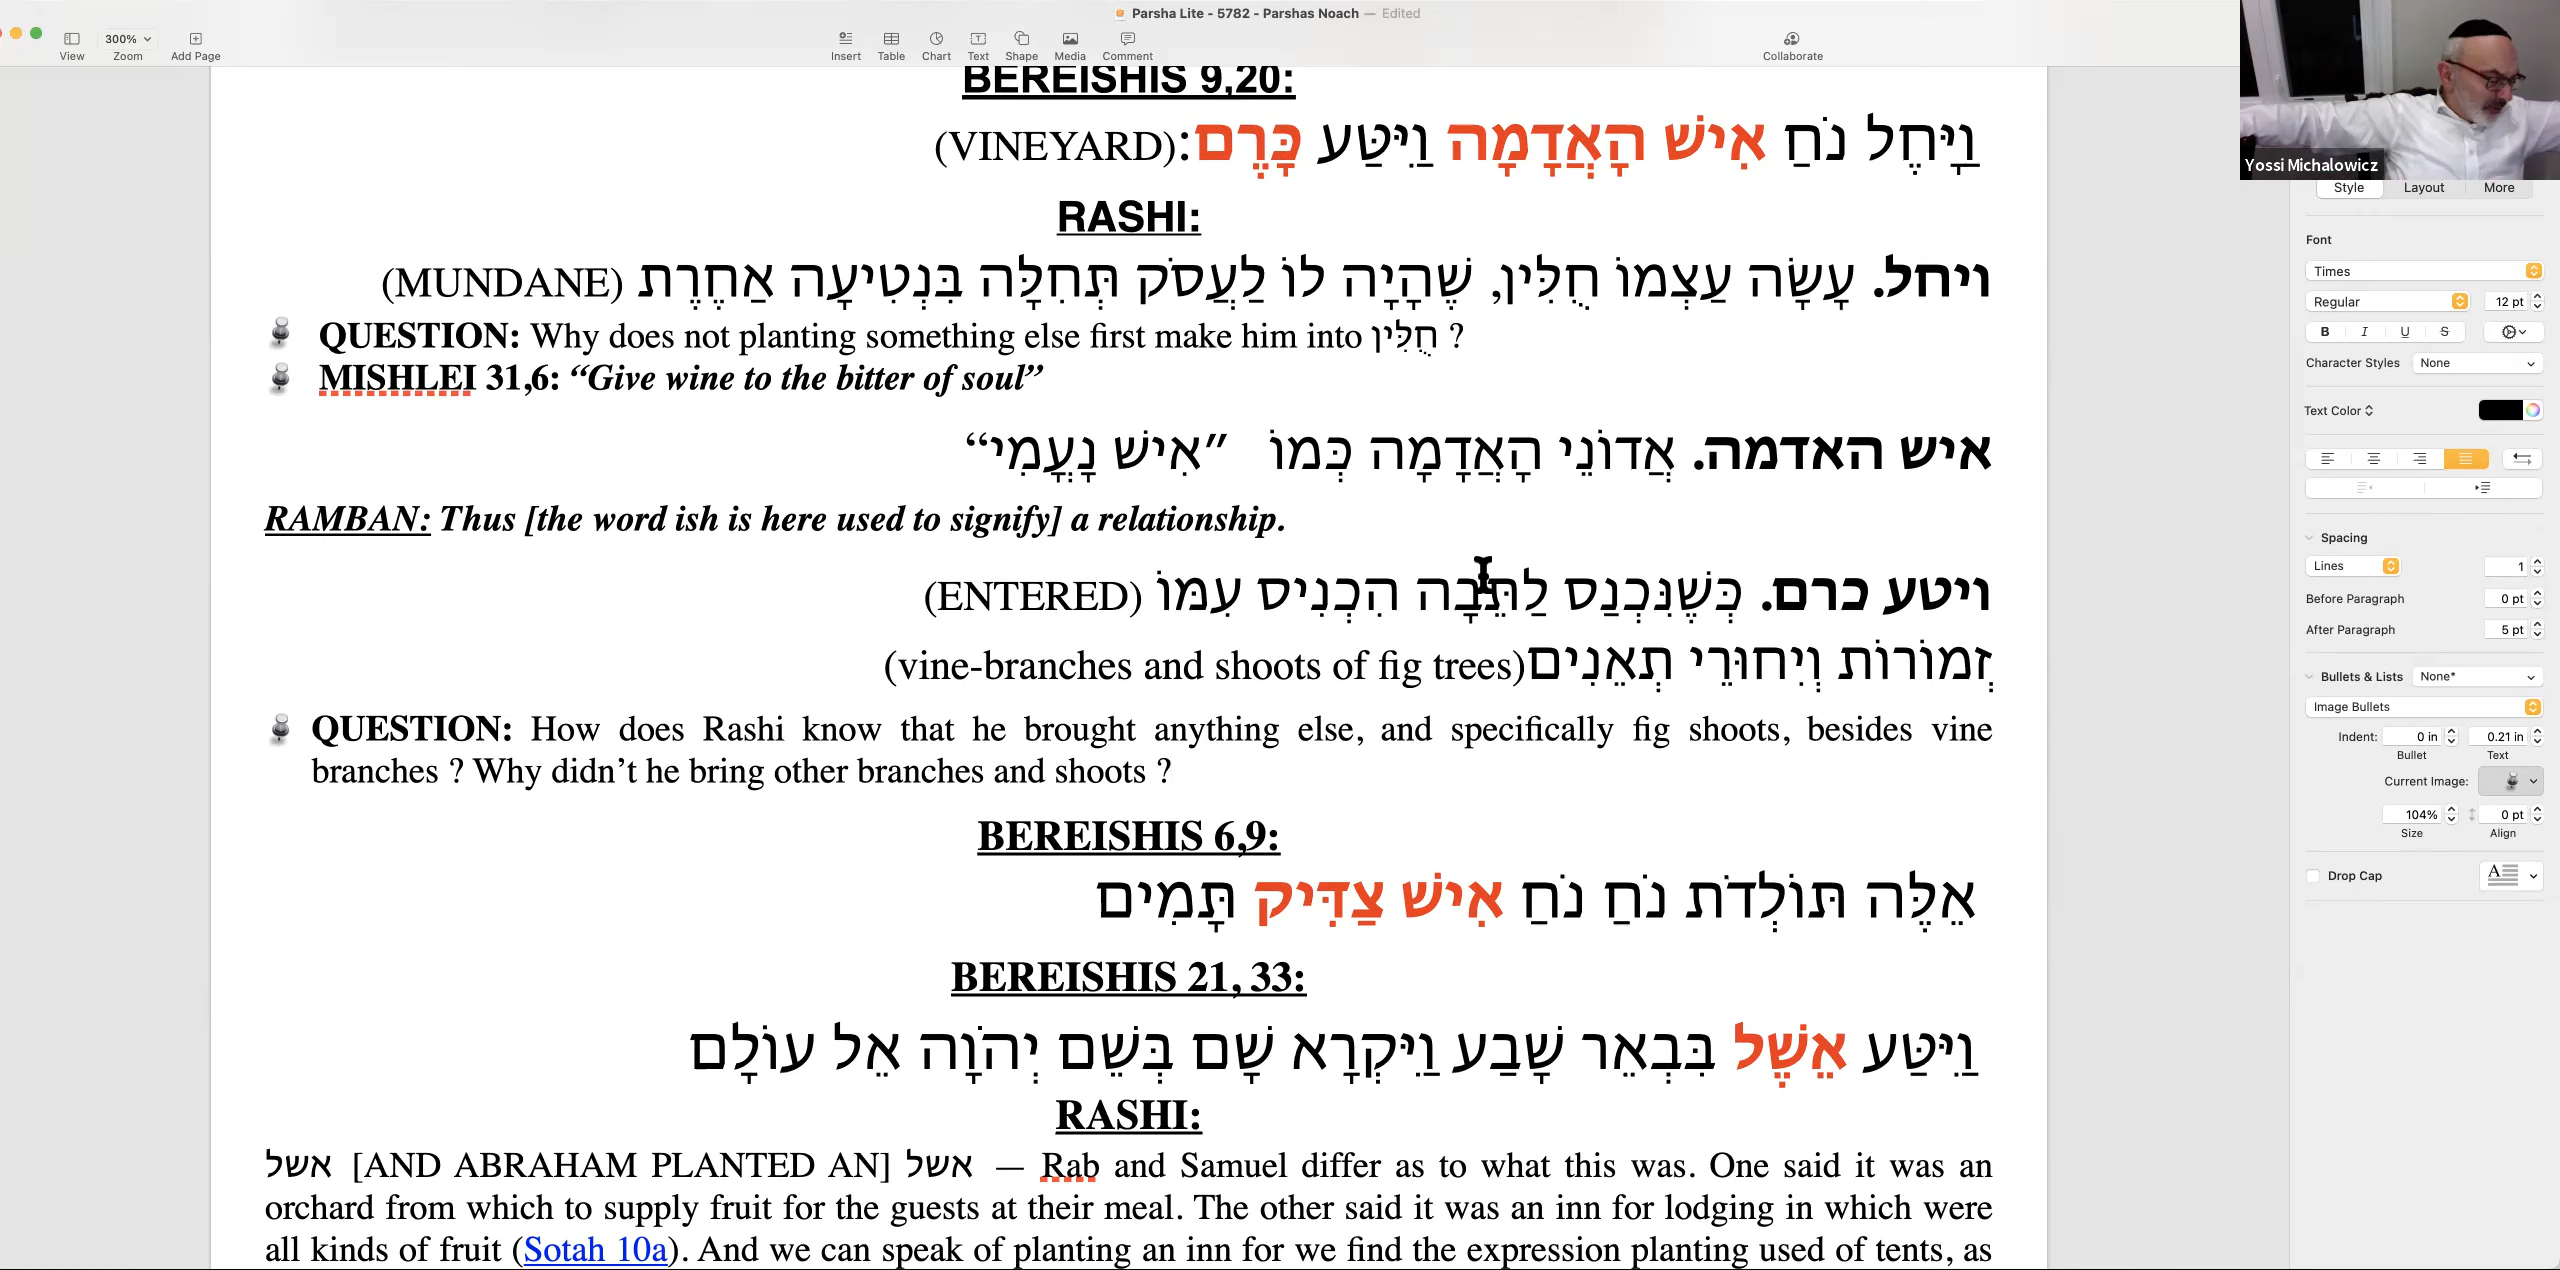 Parsha Lite - 5782 - Parshas Noach — Edited
View
300%
Zoom
Add Page
Insert
Table
Chart
Text
Shape
Media
Comment
Collaborate
Yossi Michalowicz
BEREISHIS 9,20:
וַיָּחֶל נֹחַ אִישׁ הָאֲדָמָה וַיִּטַּע כָּרֶם:(VINEYARD)
RASHI:
ויחל. עָשָׂה עַצְמוֹ חֻלִּין, שֶׁהָיָה לוֹ לַעֲסֹק תְּחִלָּה בִּנְטִיעָה אַחֶרֶת (MUNDANE)
QUESTION: Why does not planting something else first make him into חֻלִּין ?
MISHLEI 31,6: “Give wine to the bitter of soul”
איש האדמה. אֲדוֹנֵי הָאֲדָמָה כְּמוֹ ”אִישׁ נָעֳמִי“
RAMBAN: Thus [the word ish is here used to signify] a relationship.
ויטע כרם. כְּשֶׁנִּכְנַס לַתֵּבָה הִכְנִיס עִמּוֹ (ENTERED)
זְמוֹרוֹת וְיִחוּרֵי תְאֵנִים(vine-branches and shoots of fig trees)
QUESTION: How does Rashi know that he brought anything else, and specifically fig shoots, besides vine
branches ? Why didn’t he bring other branches and shoots ?
BEREISHIS 6,9:
אֵלֶּה תּוֹלְדֹת נֹחַ נֹחַ אִישׁ צַדִּיק תָּמִים
BEREISHIS 21, 33:
וַיִּטַּע אֵשֶׁל בִּבְאֵר שָׁבַע וַיִּקְרָא שָׁם בְּשֵׁם יְהֹוָה אֵל עוֹלָם
RASHI:
אשל [AND ABRAHAM PLANTED AN] אשל — Rab and Samuel differ as to what this was. One said it was an
orchard from which to supply fruit for the guests at their meal. The other said it was an inn for lodging in which were
all kinds of fruit (Sotah 10a). And we can speak of planting an inn for we find the expression planting used of tents, as
Style
Layout
More
Font
Times
Regular
12 pt
B I U S
Character Styles
None
Text Color
Spacing
Lines
1
Before Paragraph
0 pt
After Paragraph
5 pt
Bullets & Lists
None*
Image Bullets
Indent:
0 in
0.21 in
Bullet
Text
Current Image:
104%
0 pt
Size
Align
Drop Cap
A